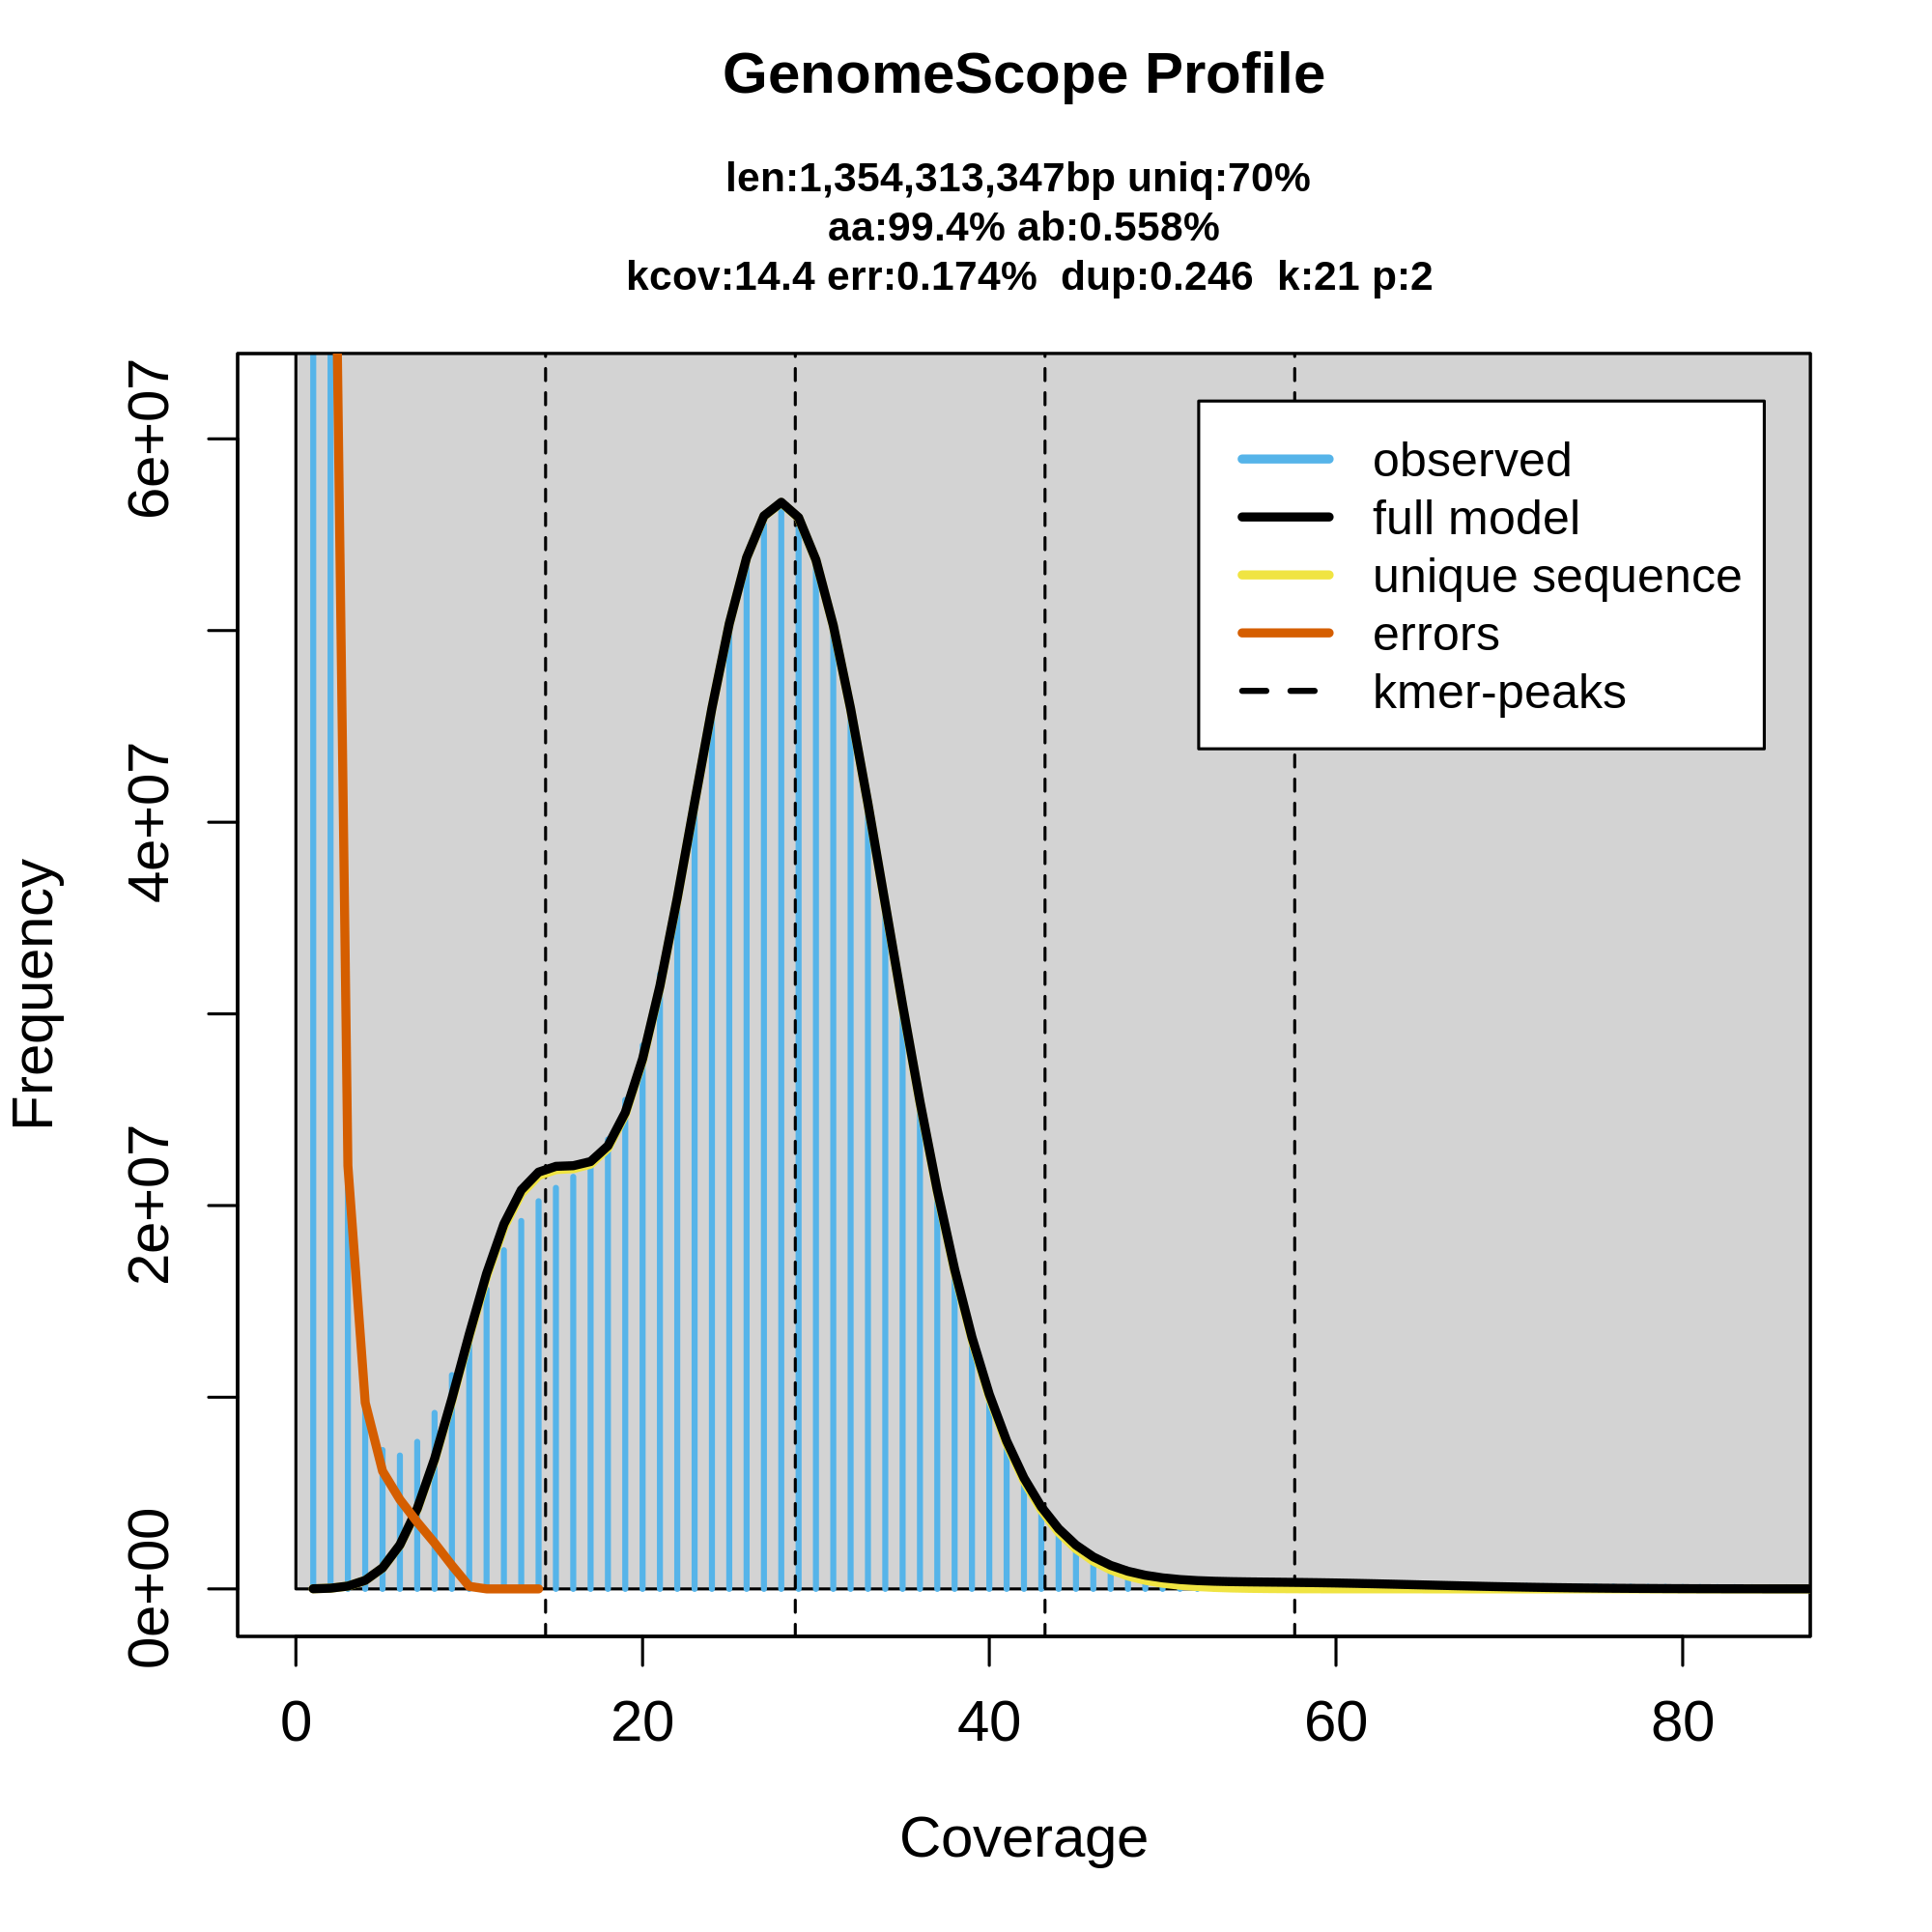 GenomeScope Profile
len:1,354,313,347bp uniq:70%
aa:99.4% ab:0.558%
kcov:14.4 err:0.174%  dup:0.246  k:21 p:2
observed
full model
unique sequence
errors
kmer-peaks
Frequency
6e+07
4e+07
2e+07
0e+00
0 20 40 60 80
Coverage